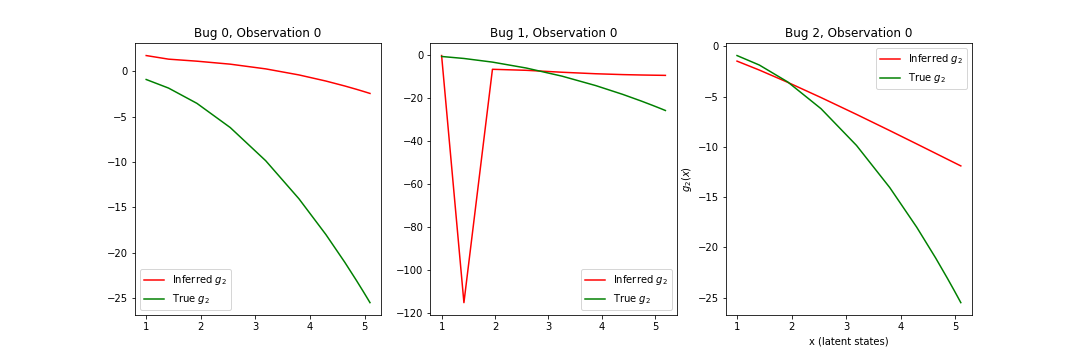 Bug 0, Observation 0
0
−5
−10
−15
−20
−25
1 2 3 4 5
Inferred g₂
True g₂
Bug 1, Observation 0
0
−20
−40
−60
−80
−100
−120
1 2 3 4 5
Inferred g₂
True g₂
Bug 2, Observation 0
g₂(x)
0
−5
−10
−15
−20
−25
1 2 3 4 5
x (latent states)
Inferred g₂
True g₂